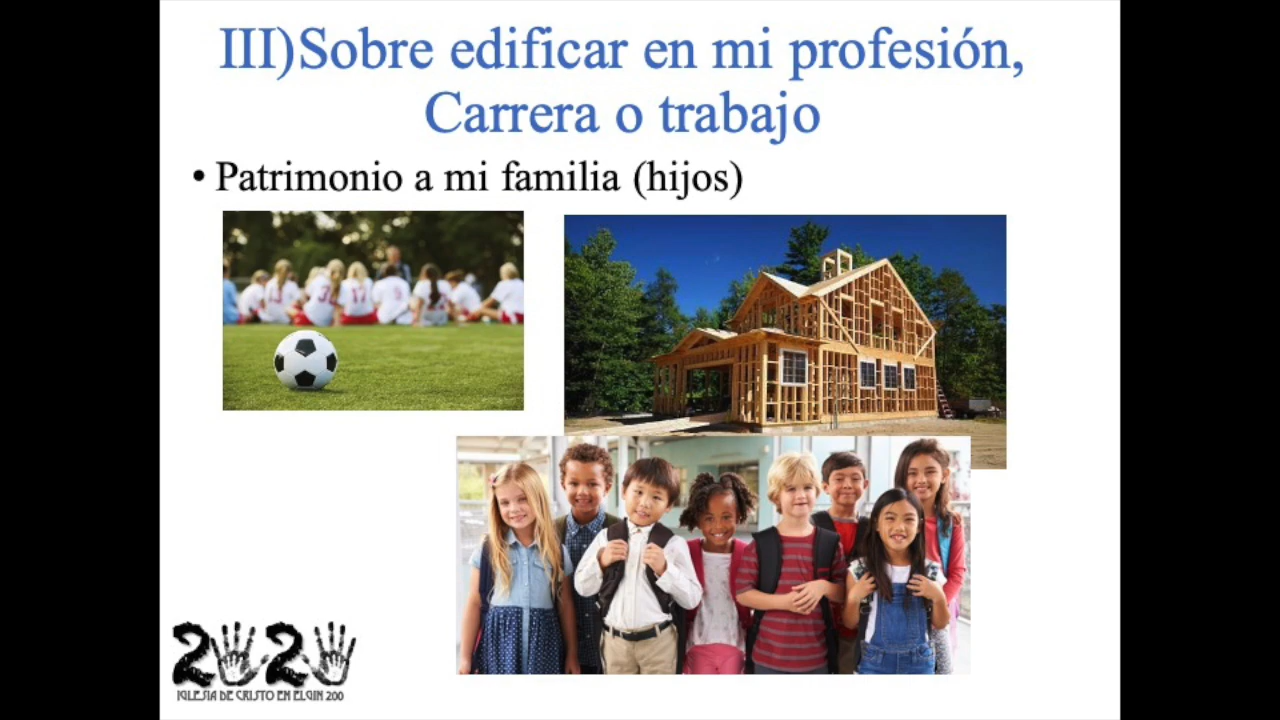 III)Sobre edificar en mi profesión,
Carrera o trabajo
• Patrimonio a mi familia (hijos)
2020
IGLESIA DE CRISTO EN ELGIN 200